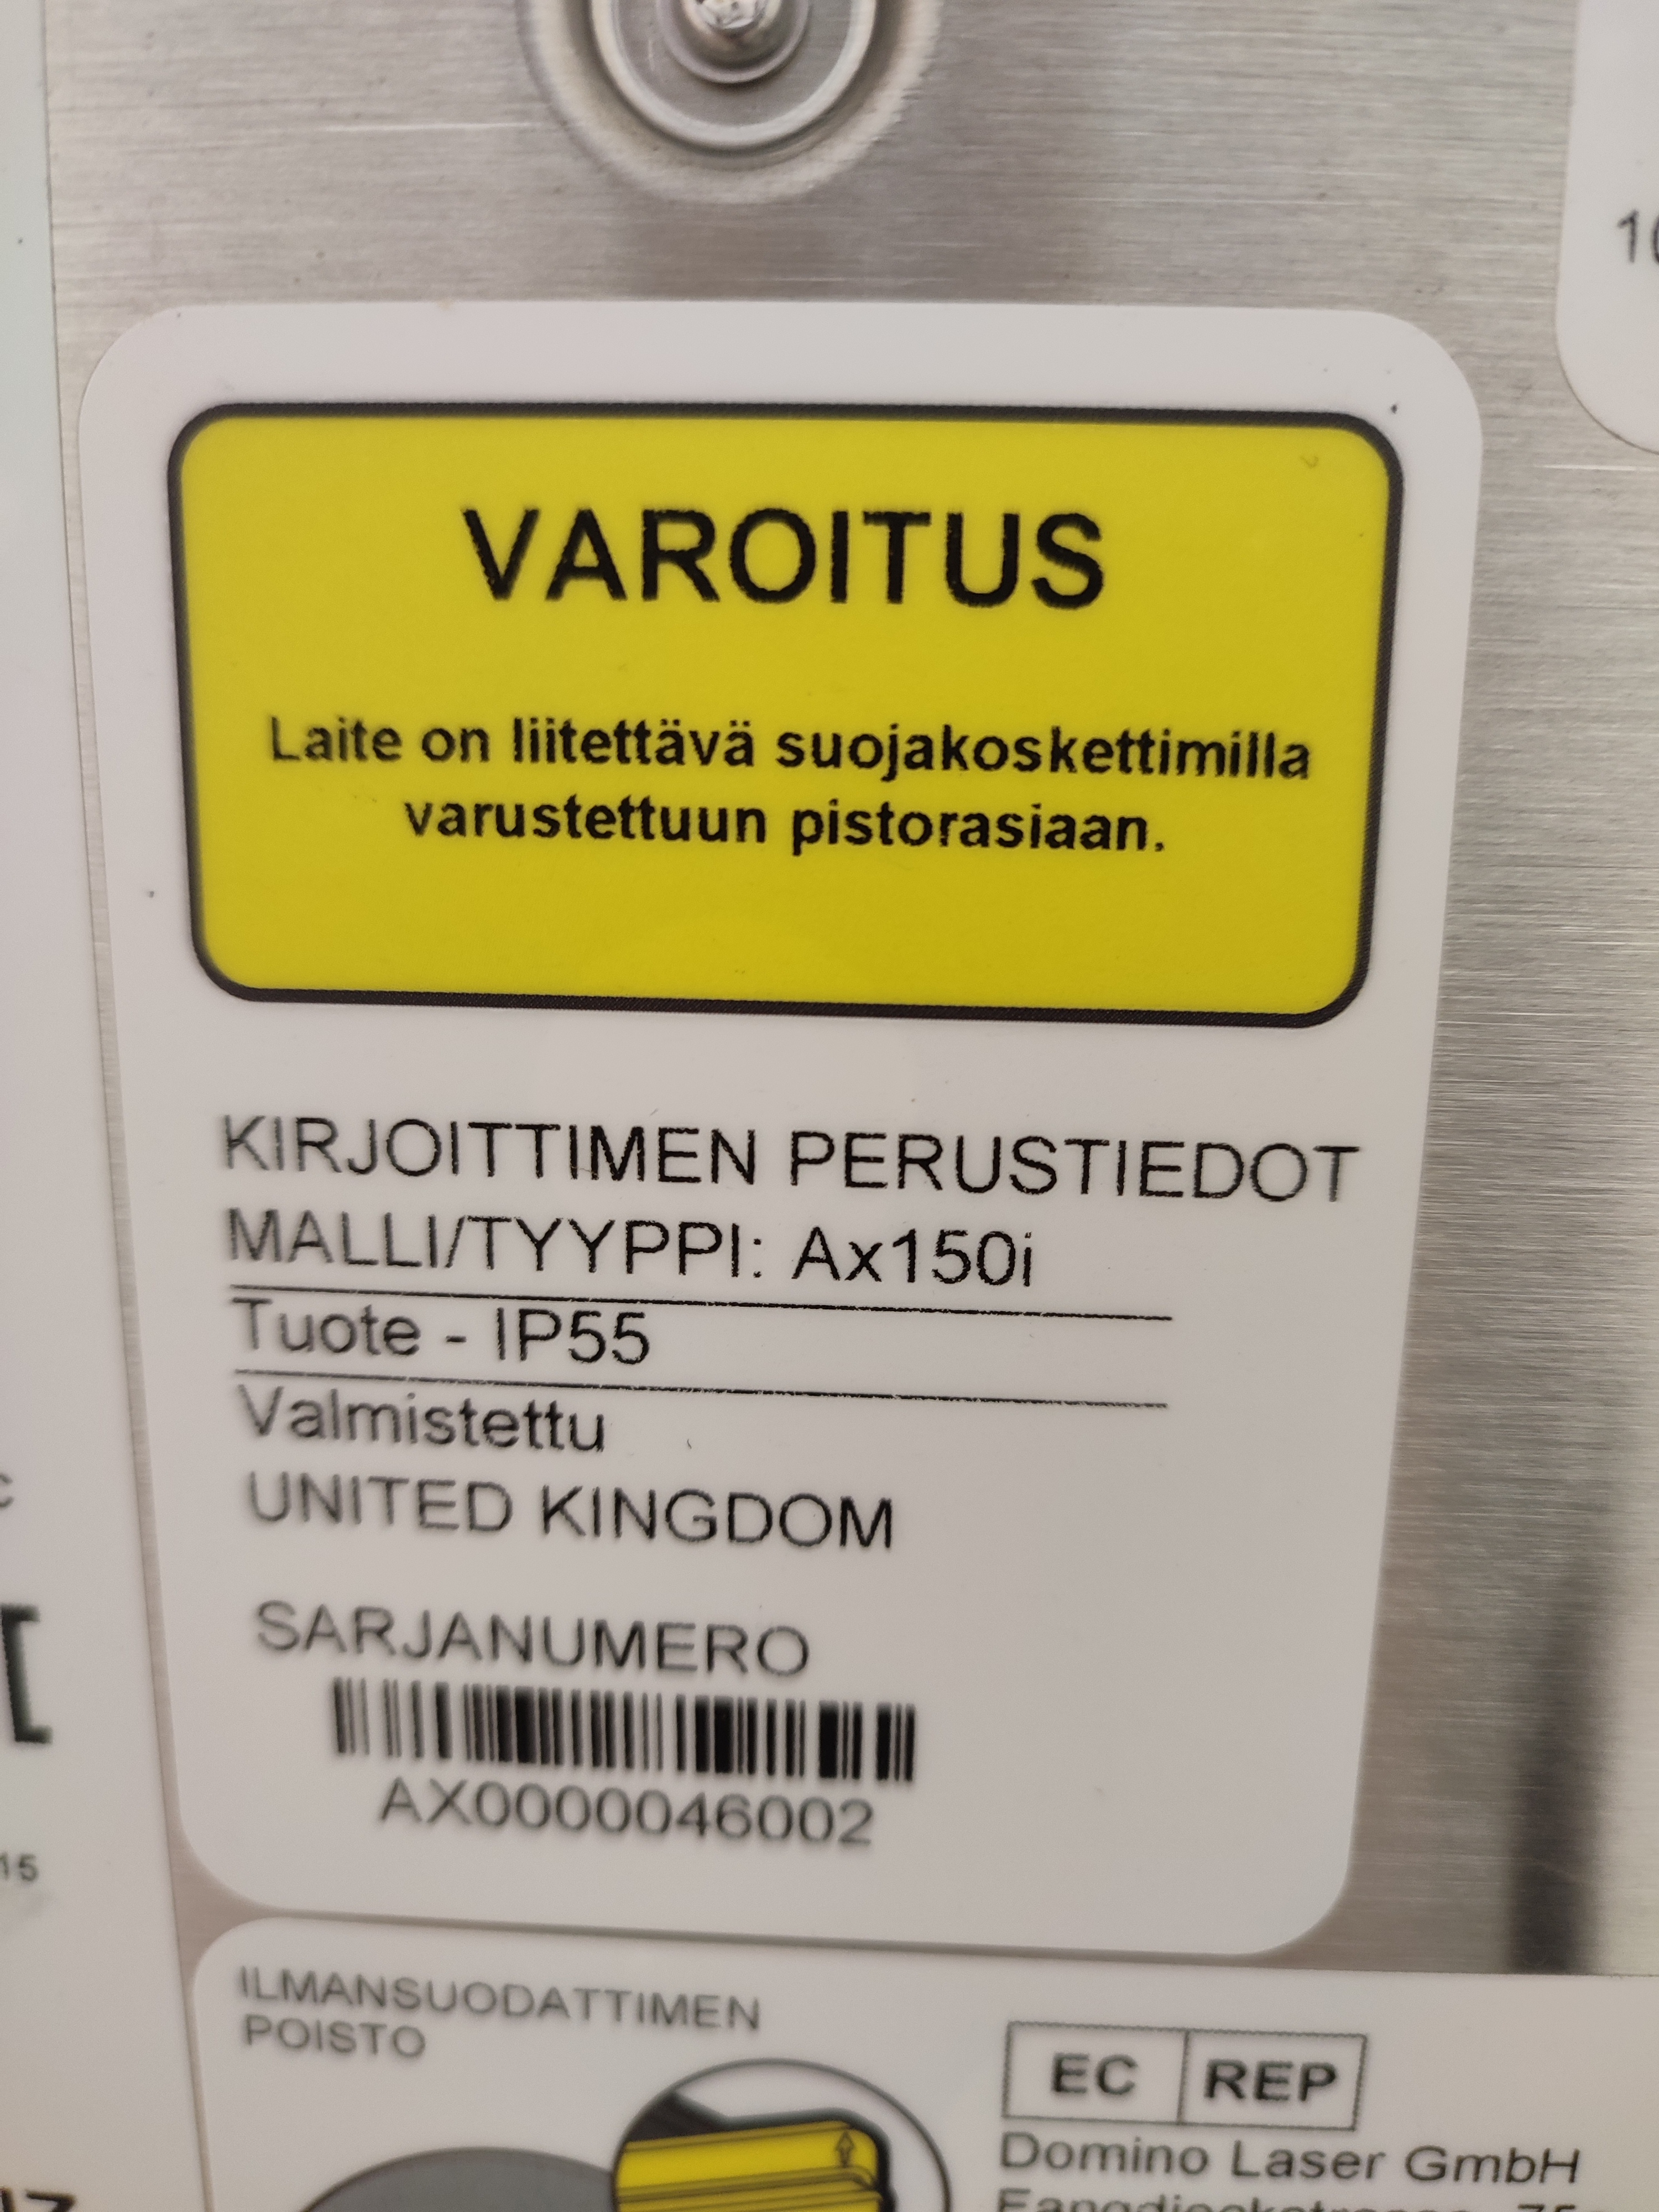 VAROITUS
Laite on liitettävä suojakoskettimilla
varustettuun pistorasiaan.
KIRJOITTIMEN PERUSTIEDOT
MALLI/TYYPPI: Ax150i
Tuote - IP55
Valmistettu
UNITED KINGDOM
SARJANUMERO
AX0000046002
15
ILMANSUODATTIMEN
POISTO
EC REP
Domino Laser GmbH